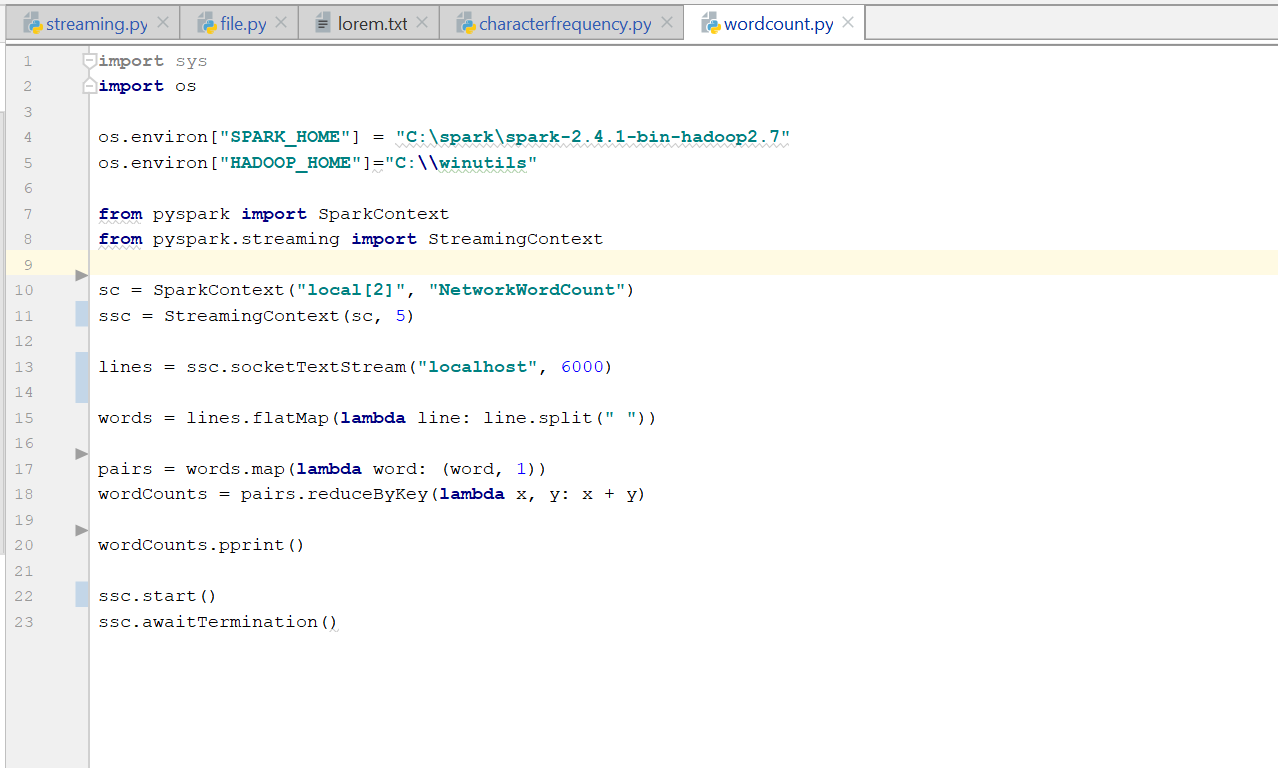 streaming.py file.py lorem.txt characterfrequency.py wordcount.py
1 import sys
2 import os
3
4 os.environ["SPARK_HOME"] = "C:\spark\spark-2.4.1-bin-hadoop2.7"
5 os.environ["HADOOP_HOME"]="C:\\winutils"
6
7 from pyspark import SparkContext
8 from pyspark.streaming import StreamingContext
9
10 sc = SparkContext("local[2]", "NetworkWordCount")
11 ssc = StreamingContext(sc, 5)
12
13 lines = ssc.socketTextStream("localhost", 6000)
14
15 words = lines.flatMap(lambda line: line.split(" "))
16
17 pairs = words.map(lambda word: (word, 1))
18 wordCounts = pairs.reduceByKey(lambda x, y: x + y)
19
20 wordCounts.pprint()
21
22 ssc.start()
23 ssc.awaitTermination()